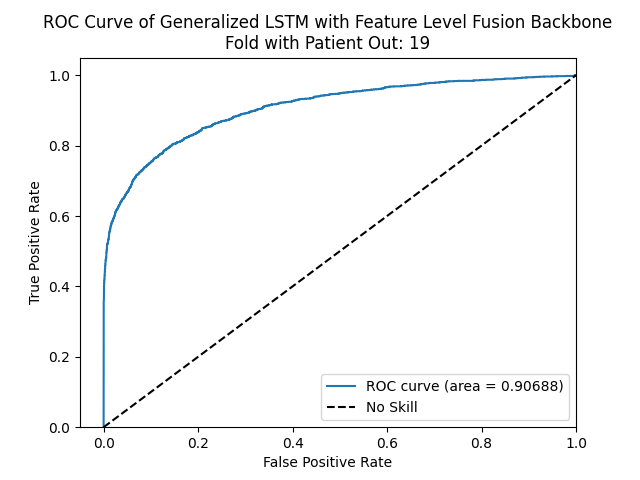 ROC Curve of Generalized LSTM with Feature Level Fusion Backbone
Fold with Patient Out: 19
True Positive Rate
1.0
0.8
0.6
0.4
0.2
0.0
ROC curve (area = 0.90688)
No Skill
0.0 0.2 0.4 0.6 0.8 1.0
False Positive Rate